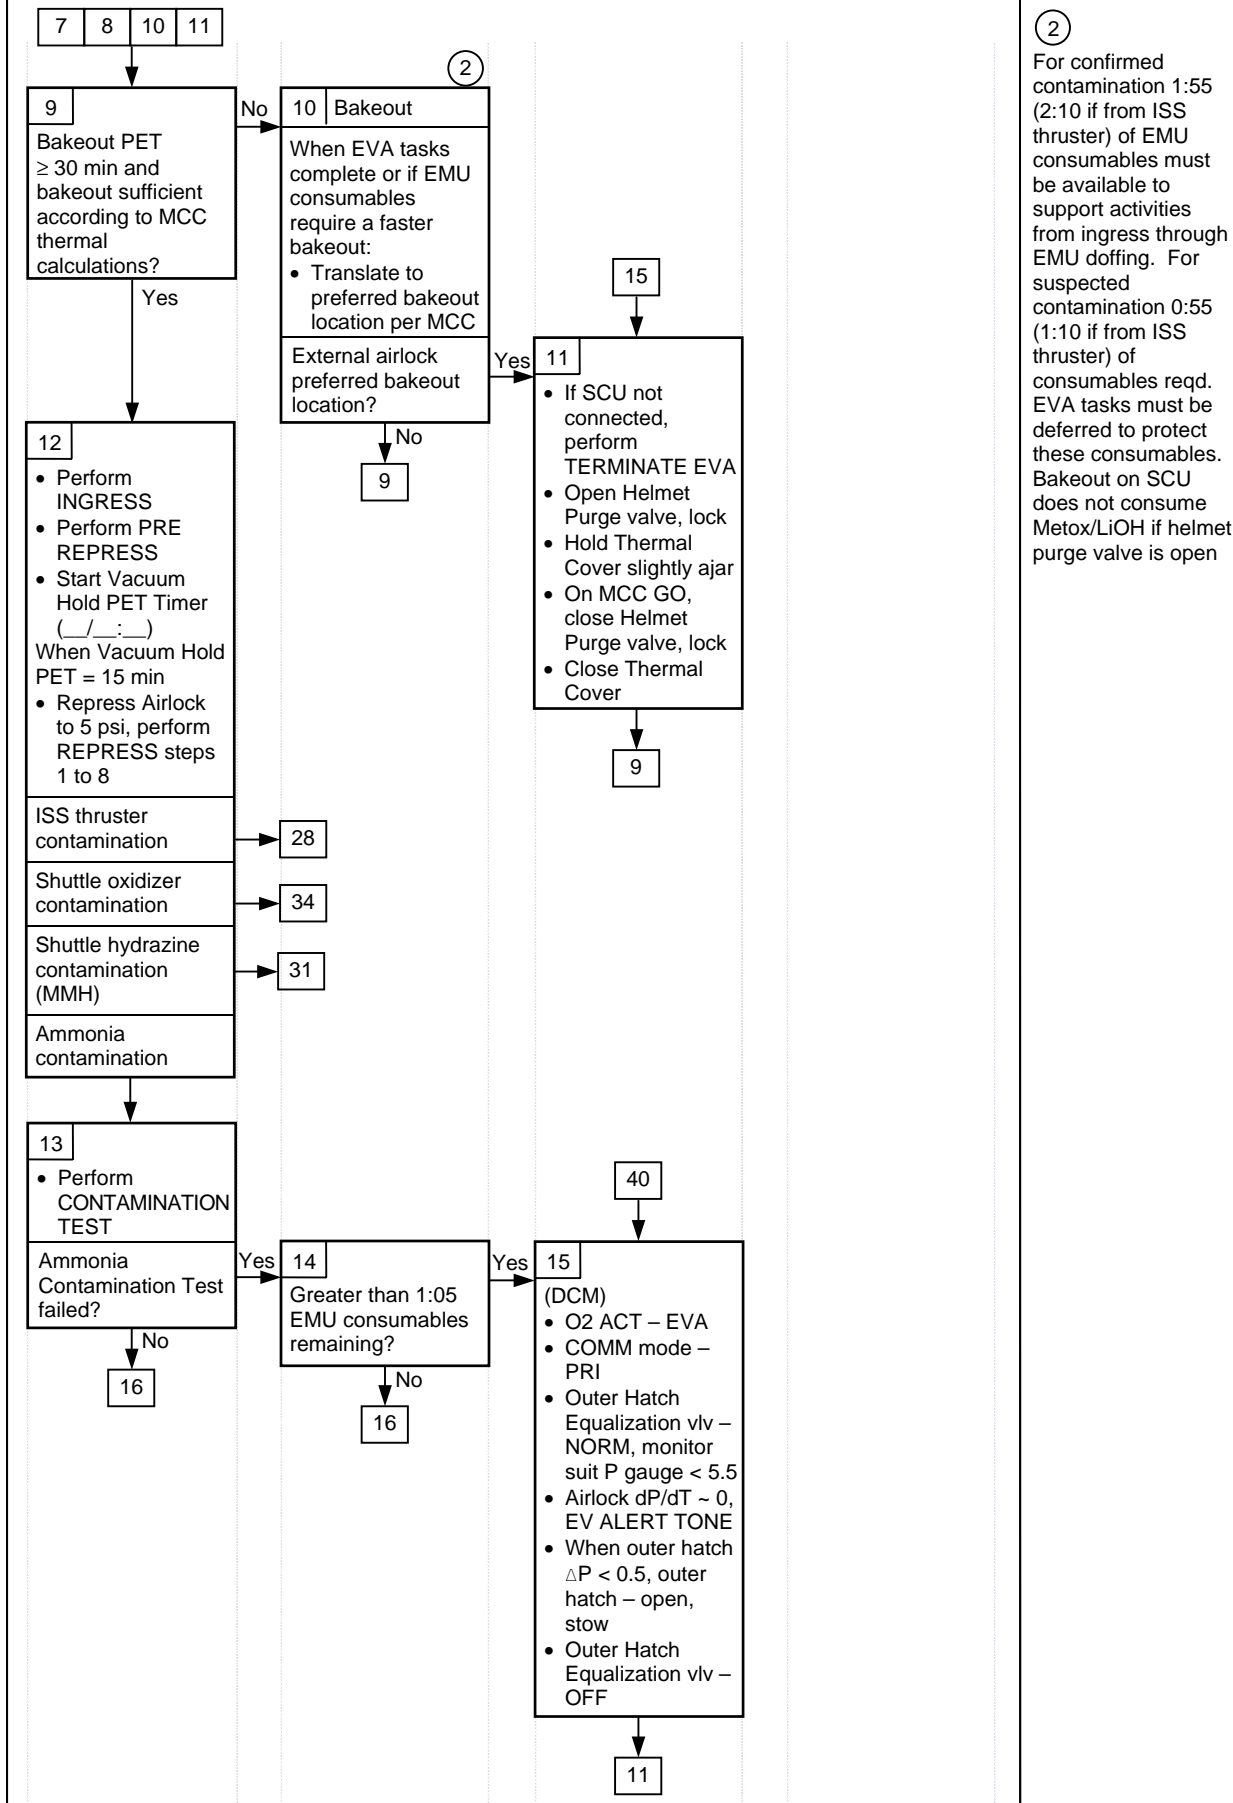 7 8 10 11
2
9
Bakeout PET
≥ 30 min and
bakeout sufficient
according to MCC
thermal
calculations?
No
Yes
10 Bakeout
When EVA tasks
complete or if EMU
consumables
require a faster
bakeout:
• Translate to
preferred bakeout
location per MCC
External airlock
preferred bakeout
location?
Yes
No
9
15
11
• If SCU not
connected,
perform
TERMINATE EVA
• Open Helmet
Purge valve, lock
• Hold Thermal
Cover slightly ajar
• On MCC GO,
close Helmet
Purge valve, lock
• Close Thermal
Cover
9
12
• Perform
INGRESS
• Perform PRE
REPRESS
• Start Vacuum
Hold PET Timer
(__/__:__)
When Vacuum Hold
PET = 15 min
• Repress Airlock
to 5 psi, perform
REPRESS steps
1 to 8
ISS thruster
contamination
28
Shuttle oxidizer
contamination
34
Shuttle hydrazine
contamination
(MMH)
31
Ammonia
contamination
13
• Perform
CONTAMINATION
TEST
Ammonia
Contamination Test
failed?
Yes
No
16
14
Greater than 1:05
EMU consumables
remaining?
Yes
No
16
40
15
(DCM)
• O2 ACT – EVA
• COMM mode –
PRI
• Outer Hatch
Equalization vlv –
NORM, monitor
suit P gauge < 5.5
• Airlock dP/dT ~ 0,
EV ALERT TONE
• When outer hatch
ΔP < 0.5, outer
hatch – open,
stow
• Outer Hatch
Equalization vlv –
OFF
11
2
For confirmed
contamination 1:55
(2:10 if from ISS
thruster) of EMU
consumables must
be available to
support activities
from ingress through
EMU doffing. For
suspected
contamination 0:55
(1:10 if from ISS
thruster) of
consumables reqd.
EVA tasks must be
deferred to protect
these consumables.
Bakeout on SCU
does not consume
Metox/LiOH if helmet
purge valve is open